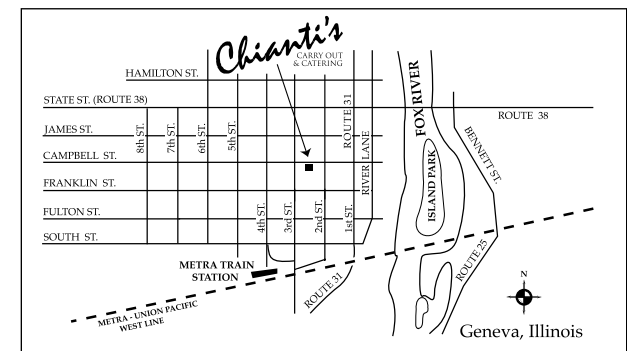 Chianti's
CARRY OUT
& CATERING
HAMILTON ST.
STATE ST. (ROUTE 38)
ROUTE 38
JAMES ST.
CAMPBELL ST.
FRANKLIN ST.
FULTON ST.
SOUTH ST.
8th ST.
7th ST.
6th ST.
5th ST.
4th ST.
3rd ST.
2nd ST.
1st ST.
ROUTE 31
RIVER LANE
FOX RIVER
ISLAND PARK
BENNETT ST.
ROUTE 25
METRA TRAIN
STATION
ROUTE 31
METRA - UNION PACIFIC
WEST LINE
N
Geneva, Illinois